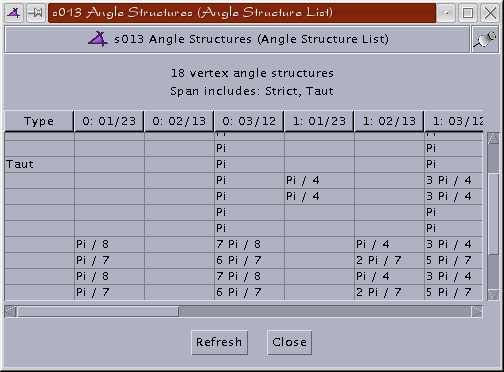 s013 Angle Structures (Angle Structure List)
s013 Angle Structures (Angle Structure List)
18 vertex angle structures
Span includes: Strict, Taut
Type 0: 01/23 0: 02/13 0: 03/12 1: 01/23 1: 02/13 1: 03/12
Pi
Pi
Taut Pi
Pi Pi / 4 3 Pi / 4
Pi Pi / 4 3 Pi / 4
Pi Pi
Pi Pi
Pi / 8 7 Pi / 8 Pi / 4 3 Pi / 4
Pi / 7 6 Pi / 7 2 Pi / 7 5 Pi / 7
Pi / 8 7 Pi / 8 Pi / 4 3 Pi / 4
Pi / 7 6 Pi / 7 2 Pi / 7 5 Pi / 7
Refresh Close